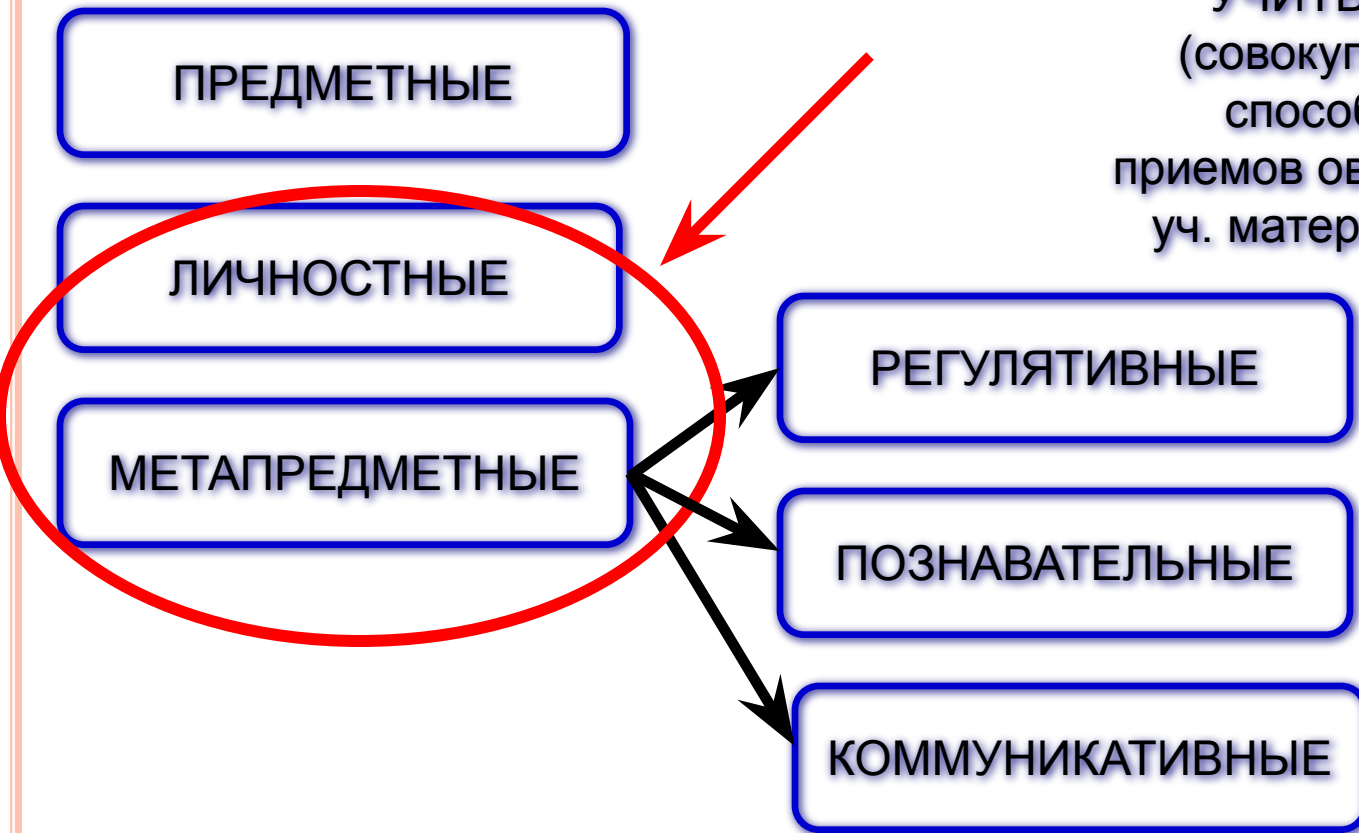 ПРЕДМЕТНЫЕ
ЛИЧНОСТНЫЕ
МЕТАПРЕДМЕТНЫЕ
(совокуп
способ
приемов ов
уч. матер
РЕГУЛЯТИВНЫЕ
ПОЗНАВАТЕЛЬНЫЕ
КОММУНИКАТИВНЫЕ